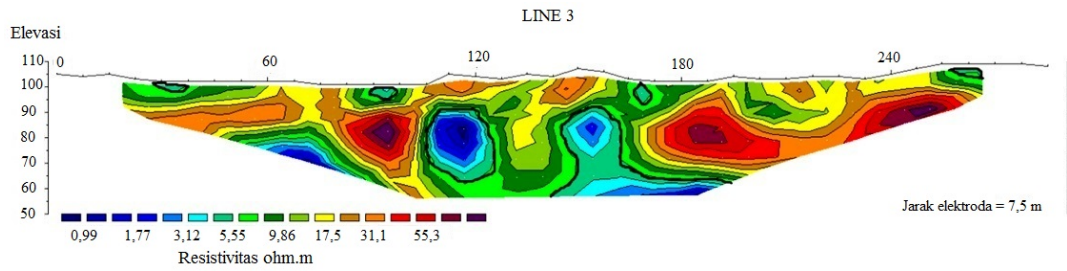 LINE 3
Elevasi
0 60 120 180 240
110
100
90
80
70
60
50
0,99 1,77 3,12 5,55 9,86 17,5 31,1 55,3
Resistivitas ohm.m
Jarak elektroda = 7,5 m